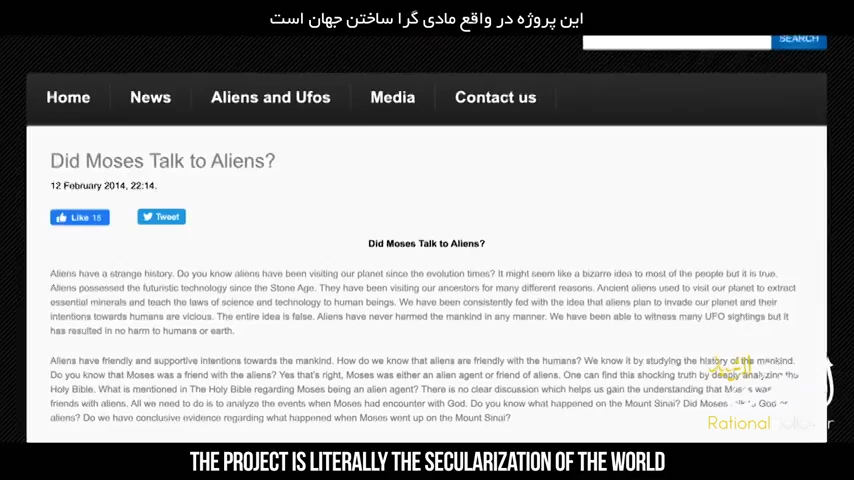 این پروژه در واقع مادی گرا ساختن جهان است
SEARCH
Home News Aliens and Ufos Media Contact us
Did Moses Talk to Aliens?
12 February 2014, 22:14.
Like 15 Tweet
Did Moses Talk to Aliens?
Aliens have a strange history. Do you know aliens have been visiting our planet since the evolution times? It might seem like a bizarre idea to most of the people but it is true.
Aliens possessed the futuristic technology since the Stone Age. They have been visiting our ancestors for many different reasons. Ancient aliens used to visit our planet to extract
essential minerals and teach the laws of science and technology to human beings. We have been consistently fed with the idea that aliens plan to invade our planet and their
intentions towards humans are vicious. The entire idea is false. Aliens have never harmed the mankind in any manner. We have been able to witness many UFO sightings but it
has resulted in no harm to humans or earth.
Aliens have friendly and supportive intentions towards the mankind. How do we know that aliens are friendly with the humans? We know it by studying the history of the mankind.
Do you know that Moses was a friend with the aliens? Yes that's right, Moses was either an alien agent or friend of aliens. One can find this shocking truth by deeply analyzing the
Holy Bible. What is mentioned in The Holy Bible regarding Moses being an alien agent? There is no clear discussion which helps us gain the understanding that Moses was
friends with aliens. All we need to do is to analyze the events when Moses had encounter with God. Do you know what happened on the Mount Sinai? Did Moses talk to God or
aliens? Do we have conclusive evidence regarding what happened when Moses went up on the Mount Sinai?
Rational
THE PROJECT IS LITERALLY THE SECULARIZATION OF THE WORLD